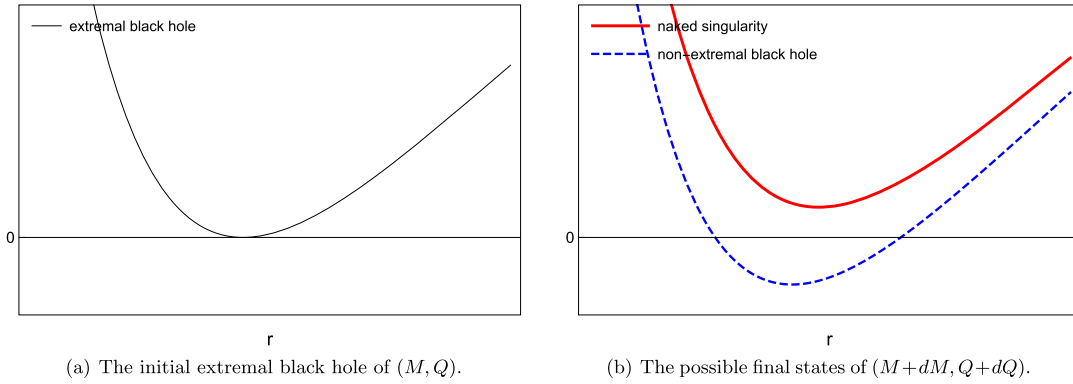 extremal black hole
0
r
(a) The initial extremal black hole of (M, Q).
naked singularity
non-extremal black hole
0
r
(b) The possible final states of (M+dM, Q+dQ).